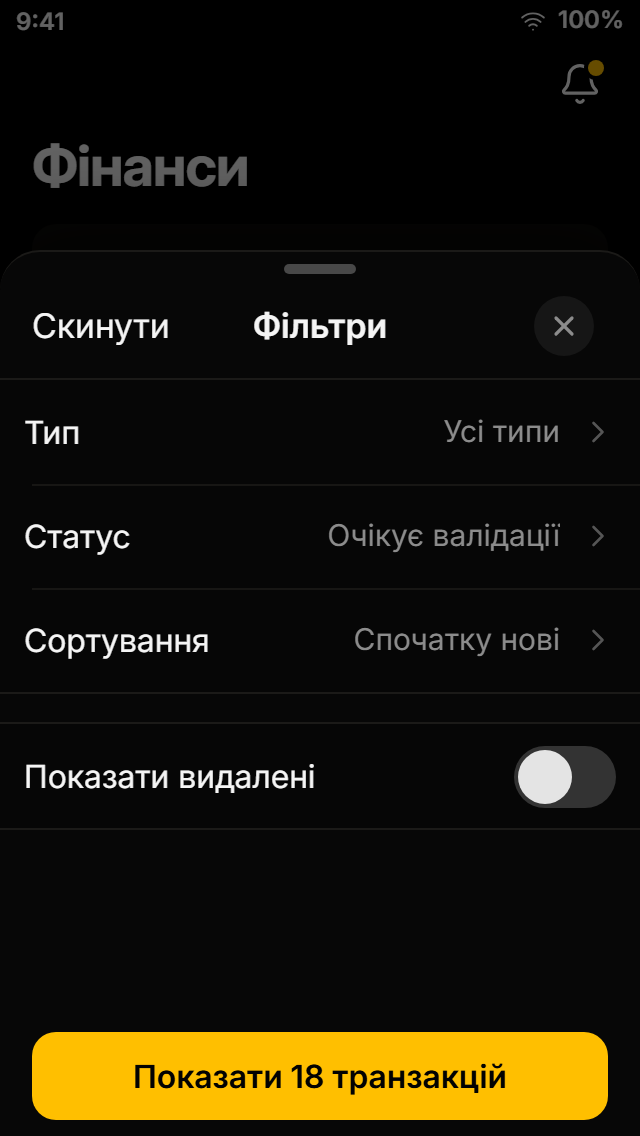 9:41
100%
Фінанси
Скинути
Фільтри
Тип
Усі типи
Статус
Очікує валідації
Сортування
Спочатку нові
Показати видалені
Показати 18 транзакцій